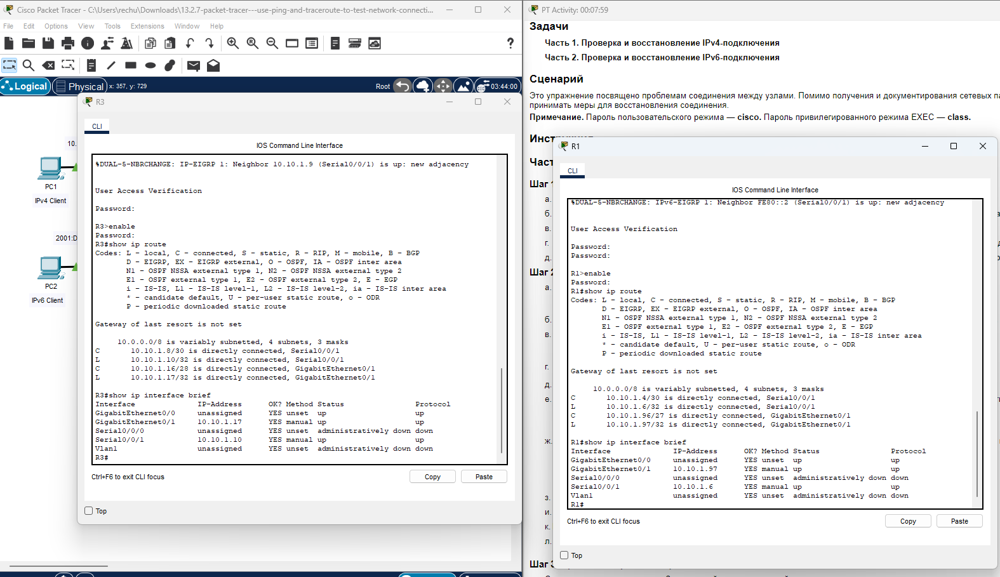 Cisco Packet Tracer - C:\Users\rechu\Downloads\13.2.7-packet-tracer---use-ping-and-traceroute-to-test-network-connecti...
File Edit Options View Tools Extensions Window Help
Logical
Physical
x: 357, y: 729
Root
03:44:00
10.
PC1
IPv4 Client
2001:D
PC2
IPv6 Client
R3
CLI
IOS Command Line Interface
%DUAL-5-NBRCHANGE: IP-EIGRP 1: Neighbor 10.10.1.9 (Serial0/0/1) is up: new adjacency
User Access Verification
Password:
R3>enable
Password:
R3#show ip route
Codes: L - local, C - connected, S - static, R - RIP, M - mobile, B - BGP
D - EIGRP, EX - EIGRP external, O - OSPF, IA - OSPF inter area
N1 - OSPF NSSA external type 1, N2 - OSPF NSSA external type 2
E1 - OSPF external type 1, E2 - OSPF external type 2, E - EGP
i - IS-IS, L1 - IS-IS level-1, L2 - IS-IS level-2, ia - IS-IS inter area
* - candidate default, U - per-user static route, o - ODR
P - periodic downloaded static route
Gateway of last resort is not set
10.0.0.0/8 is variably subnetted, 4 subnets, 3 masks
C 10.10.1.8/30 is directly connected, Serial0/0/1
L 10.10.1.10/32 is directly connected, Serial0/0/1
C 10.10.1.16/28 is directly connected, GigabitEthernet0/1
L 10.10.1.17/32 is directly connected, GigabitEthernet0/1
R3#show ip interface brief
Interface IP-Address OK? Method Status Protocol
GigabitEthernet0/0 unassigned YES unset up up
GigabitEthernet0/1 10.10.1.17 YES manual up up
Serial0/0/0 unassigned YES unset administratively down down
Serial0/0/1 10.10.1.10 YES manual up up
Vlan1 unassigned YES unset administratively down down
R3#
Ctrl+F6 to exit CLI focus
Copy
Paste
Top
PT Activity: 00:07:59
Задачи
Часть 1. Проверка и восстановление IPv4-подключения
Часть 2. Проверка и восстановление IPv6-подключения
Сценарий
Это упражнение посвящено проблемам соединения между узлами. Помимо получения и документирования сетевых па
принимать меры для восстановления соединения.
Примечание. Пароль пользовательского режима — cisco. Пароль привилегированного режима EXEC — class.
Част
Шаг 1
а.
б.
в.
г.
д.
Шаг 2
а.
б.
в.
г.
д.
е.
ж.
з.
и.
к.
л.
Шаг 3
R1
CLI
IOS Command Line Interface
%DUAL-5-NBRCHANGE: IPv6-EIGRP 1: Neighbor FE80::2 (Serial0/0/1) is up: new adjacency
User Access Verification
Password:
Password:
R1>enable
Password:
R1#show ip route
Codes: L - local, C - connected, S - static, R - RIP, M - mobile, B - BGP
D - EIGRP, EX - EIGRP external, O - OSPF, IA - OSPF inter area
N1 - OSPF NSSA external type 1, N2 - OSPF NSSA external type 2
E1 - OSPF external type 1, E2 - OSPF external type 2, E - EGP
i - IS-IS, L1 - IS-IS level-1, L2 - IS-IS level-2, ia - IS-IS inter area
* - candidate default, U - per-user static route, o - ODR
P - periodic downloaded static route
Gateway of last resort is not set
10.0.0.0/8 is variably subnetted, 4 subnets, 3 masks
C 10.10.1.4/30 is directly connected, Serial0/0/1
L 10.10.1.6/32 is directly connected, Serial0/0/1
C 10.10.1.96/27 is directly connected, GigabitEthernet0/1
L 10.10.1.97/32 is directly connected, GigabitEthernet0/1
R1#show ip interface brief
Interface IP-Address OK? Method Status Protocol
GigabitEthernet0/0 unassigned YES unset up up
GigabitEthernet0/1 10.10.1.97 YES manual up up
Serial0/0/0 unassigned YES unset administratively down down
Serial0/0/1 10.10.1.6 YES manual up up
Vlan1 unassigned YES unset administratively down down
R1#
Ctrl+F6 to exit CLI focus
Copy
Paste
Top